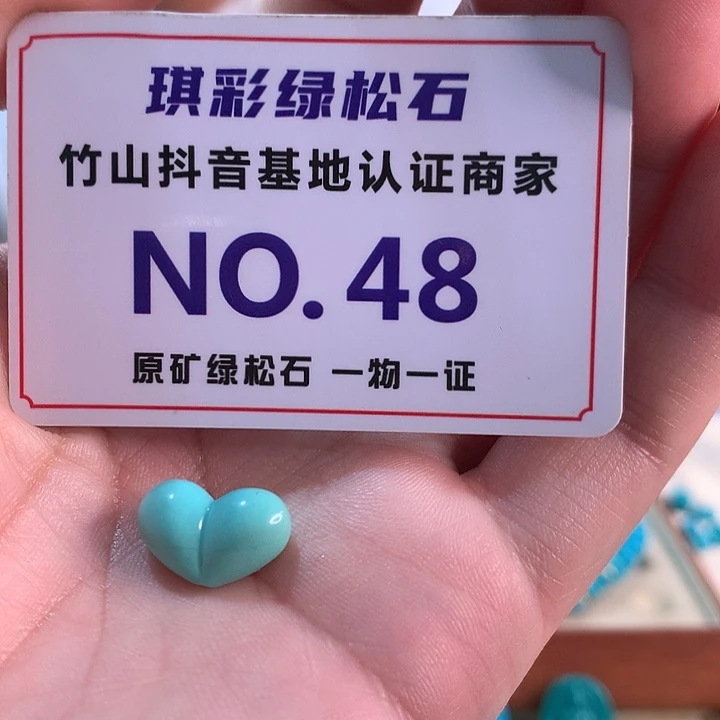 琪彩绿松石
竹山抖音基地认证商家
NO.48
原矿绿松石 一物一证